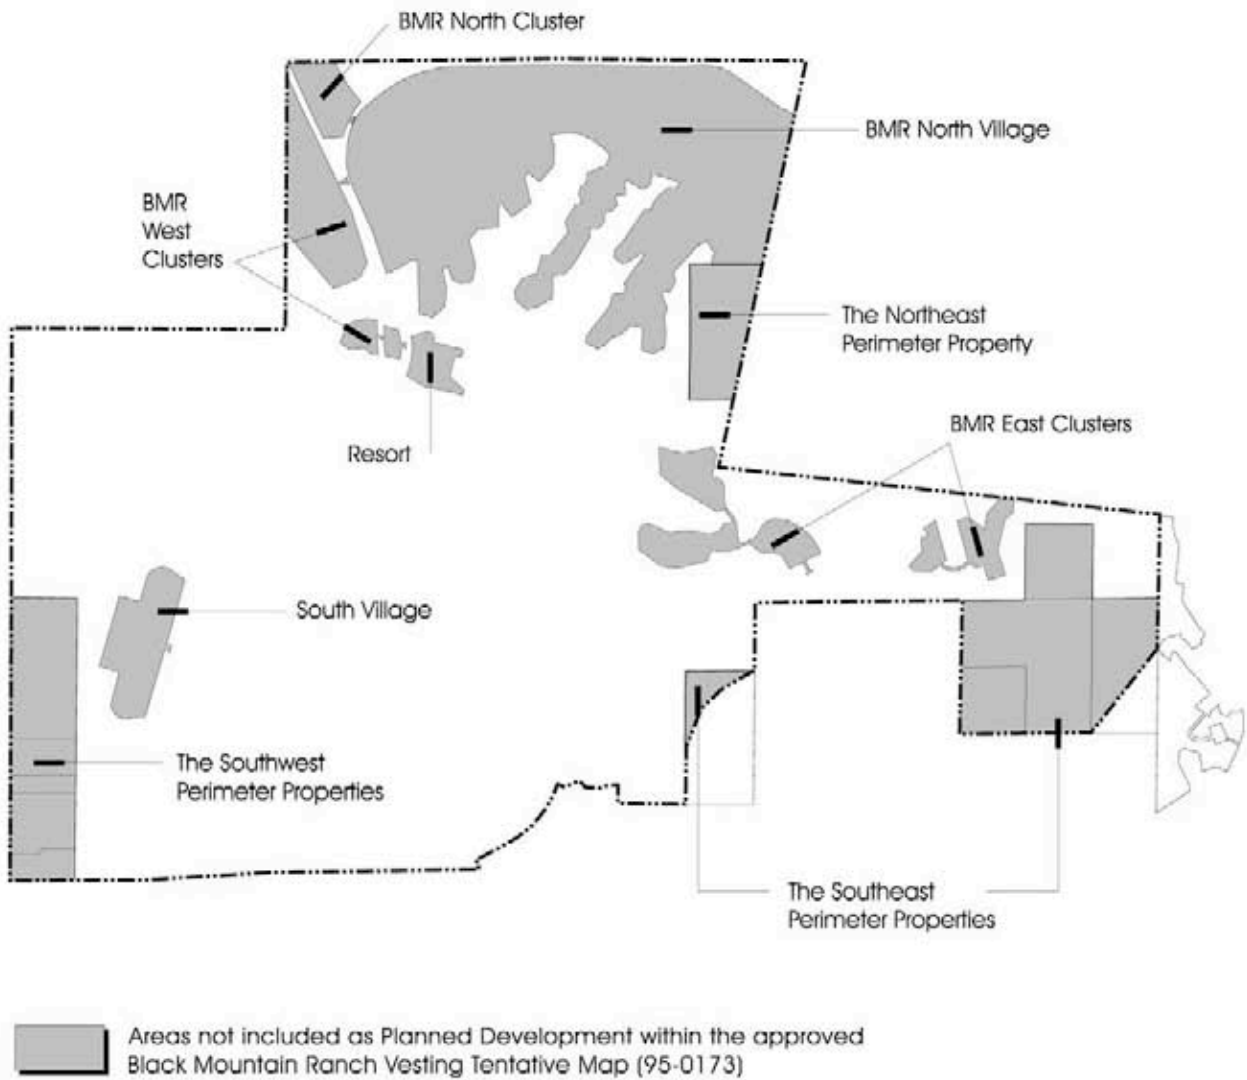 BMR North Cluster
BMR North Village
BMR
West
Clusters
The Northeast
Perimeter Property
BMR East Clusters
Resort
South Village
The Southwest
Perimeter Properties
The Southeast
Perimeter Properties
Areas not included as Planned Development within the approved
Black Mountain Ranch Vesting Tentative Map (95-0173)